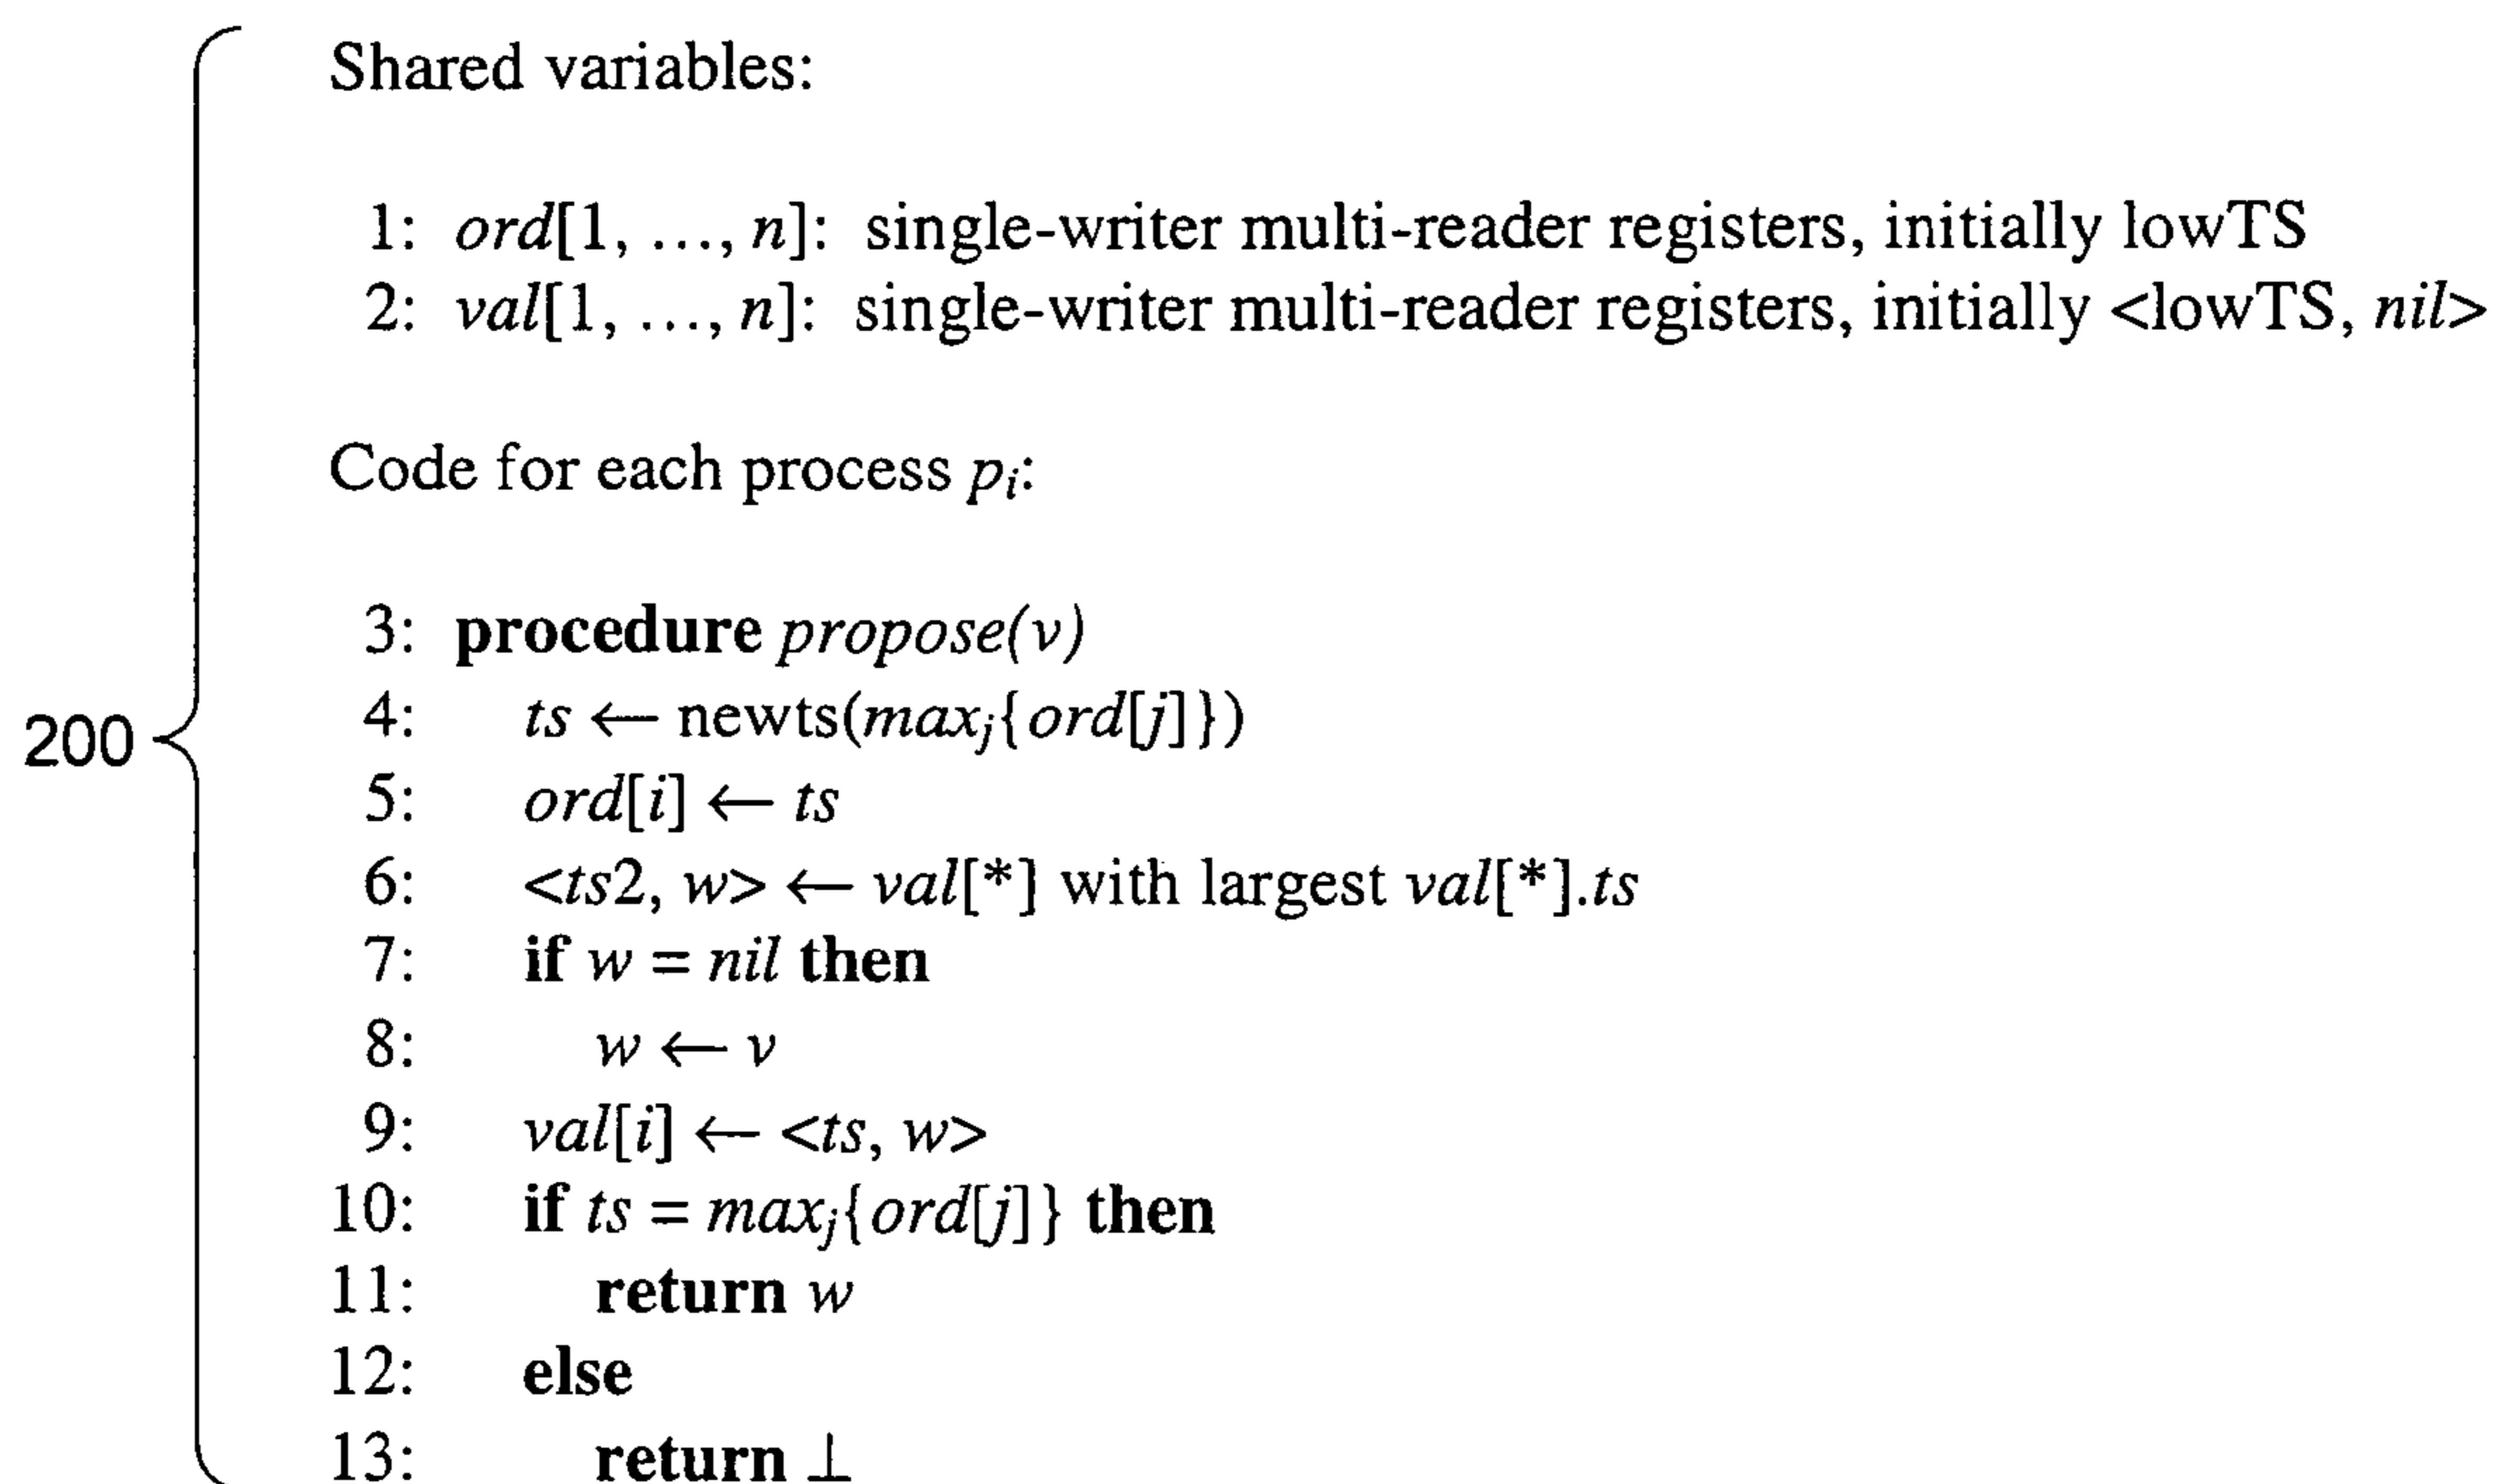 Shared variables:
1: ord[1, ..., n]: single-writer multi-reader registers, initially lowTS
2: val[1, ..., n]: single-writer multi-reader registers, initially <lowTS, nil>
Code for each process pi:
3: procedure propose(v)
4: ts ← newts(maxj{ord[j]})
5: ord[i] ← ts
200
6: <ts2, w> ← val[*] with largest val[*].ts
7: if w = nil then
8: w ← v
9: val[i] ← <ts, w>
10: if ts = maxj{ord[j]} then
11: return w
12: else
13: return ⊥